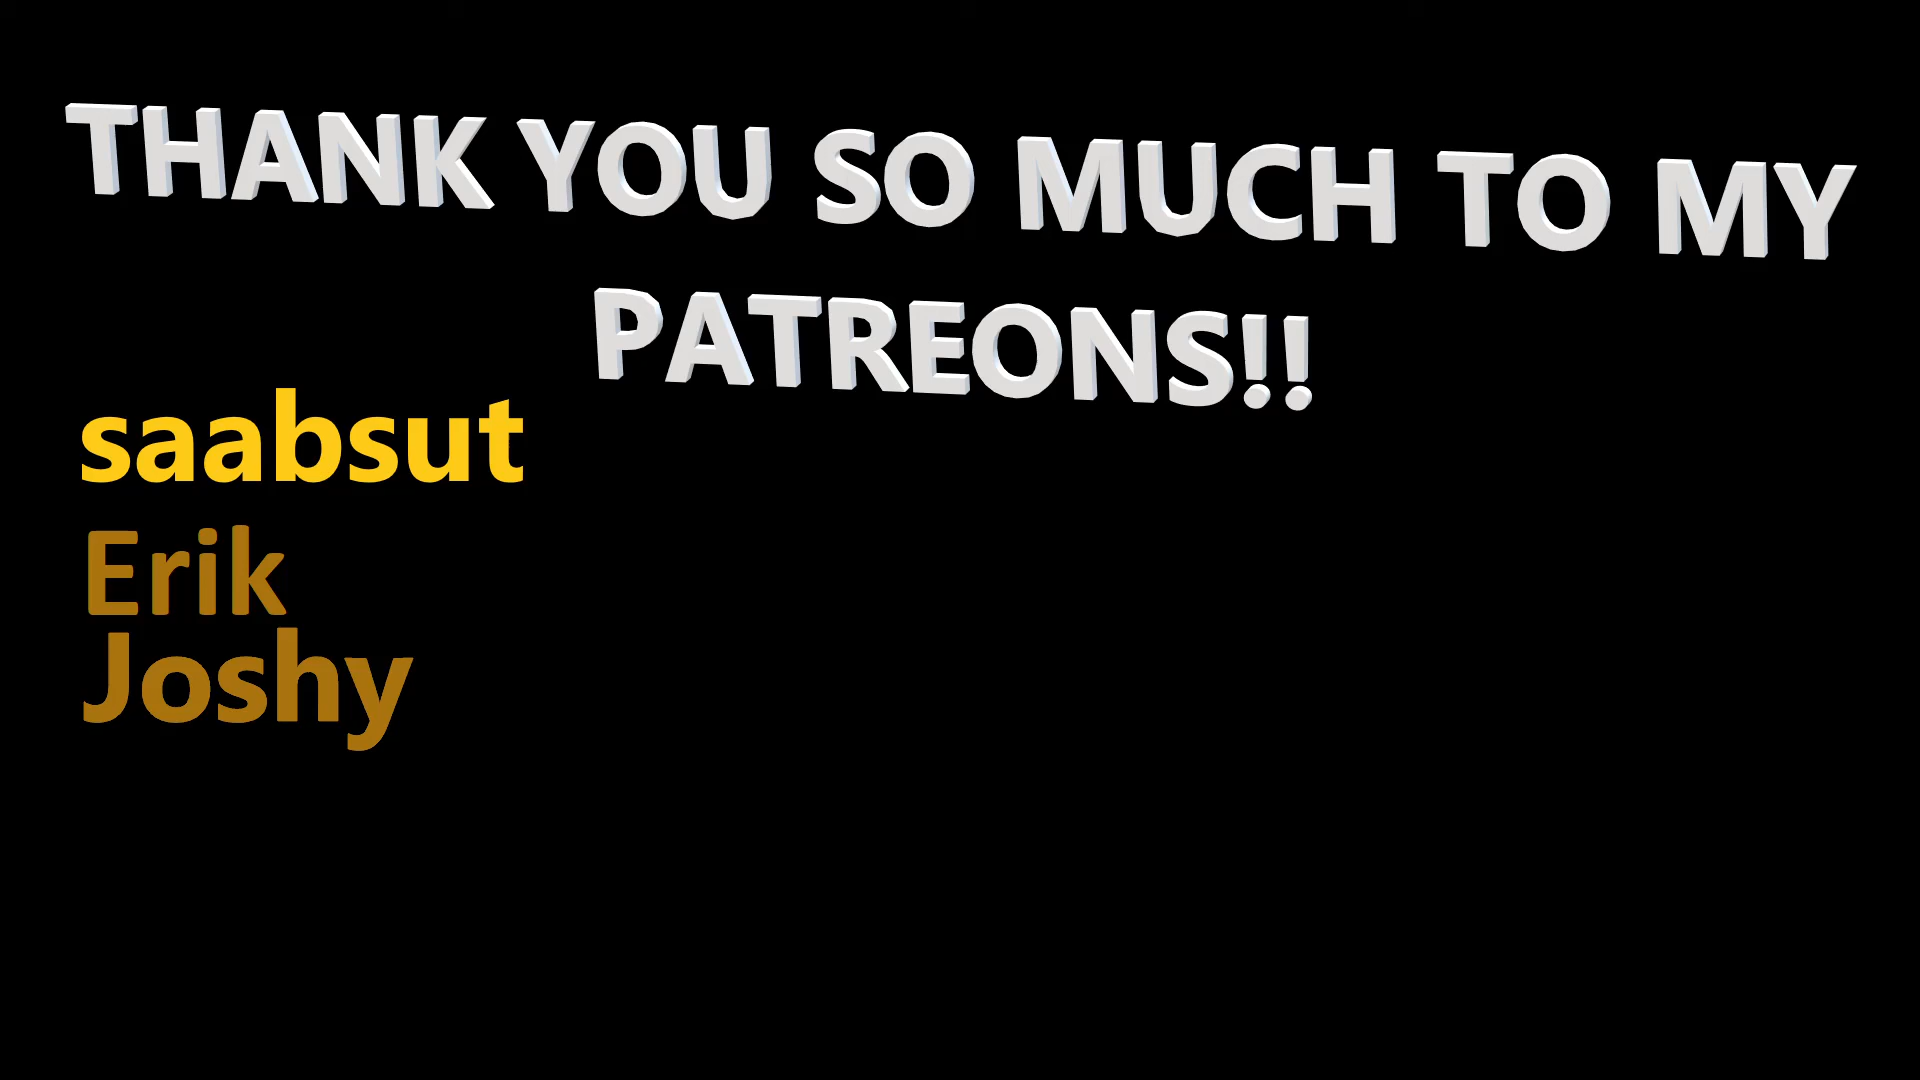 THANK YOU SO MUCH TO MY
PATREONS!!
saabsut
Erik
Joshy